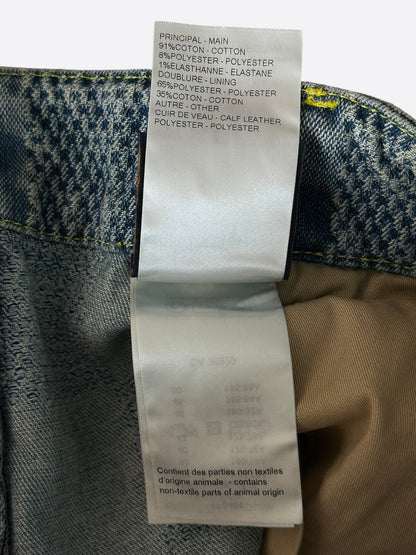 PRINCIPAL - MAIN
91%COTON - COTTON
8%POLYESTER - POLYESTER
1%ELASTHANNE - ELASTANE
DOUBLURE - LINING
65%POLYESTER - POLYESTER
35%COTON - COTTON
AUTRE - OTHER
CUIR DE VEAU - CALF LEATHER
POLYESTER - POLYESTER
Contient des parties non textiles
d'origine animale - contains
non-textile parts of animal origin